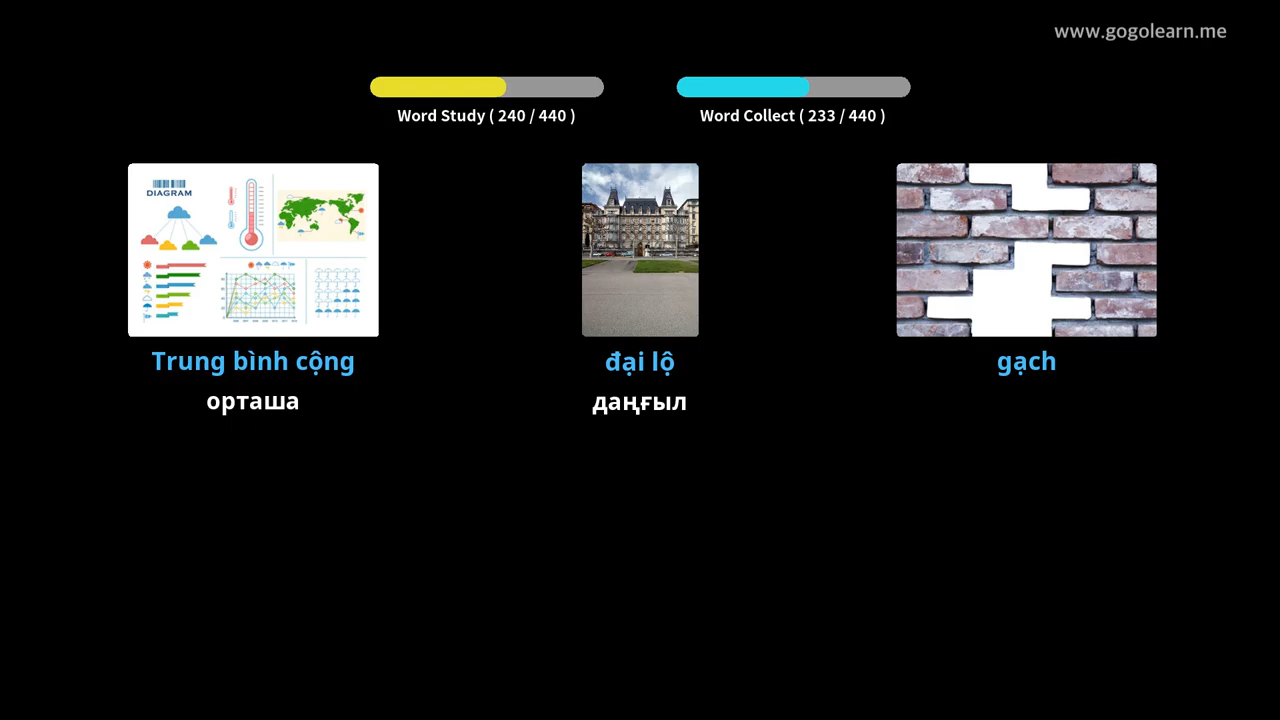 www.gogolearn.me
Word Study ( 240 / 440 )
Word Collect ( 233 / 440 )
DIAGRAM
Trung bình cộng
орташа
đại lộ
даңғыл
gạch